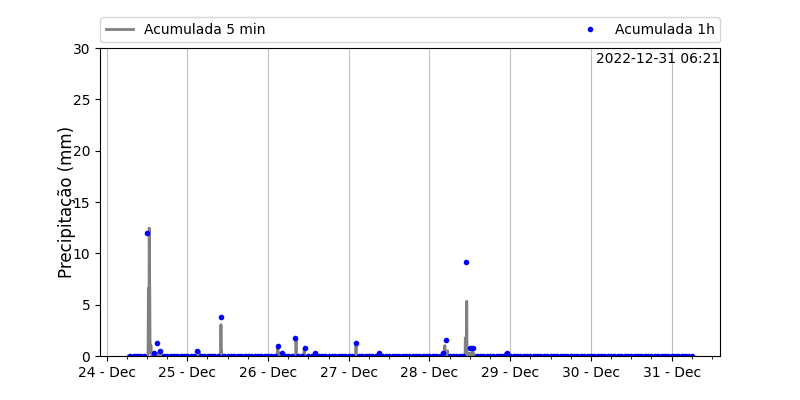 Acumulada 5 min
Acumulada 1h
2022-12-31 06:21
Precipitação (mm)
30
25
20
15
10
5
0
24 - Dec
25 - Dec
26 - Dec
27 - Dec
28 - Dec
29 - Dec
30 - Dec
31 - Dec